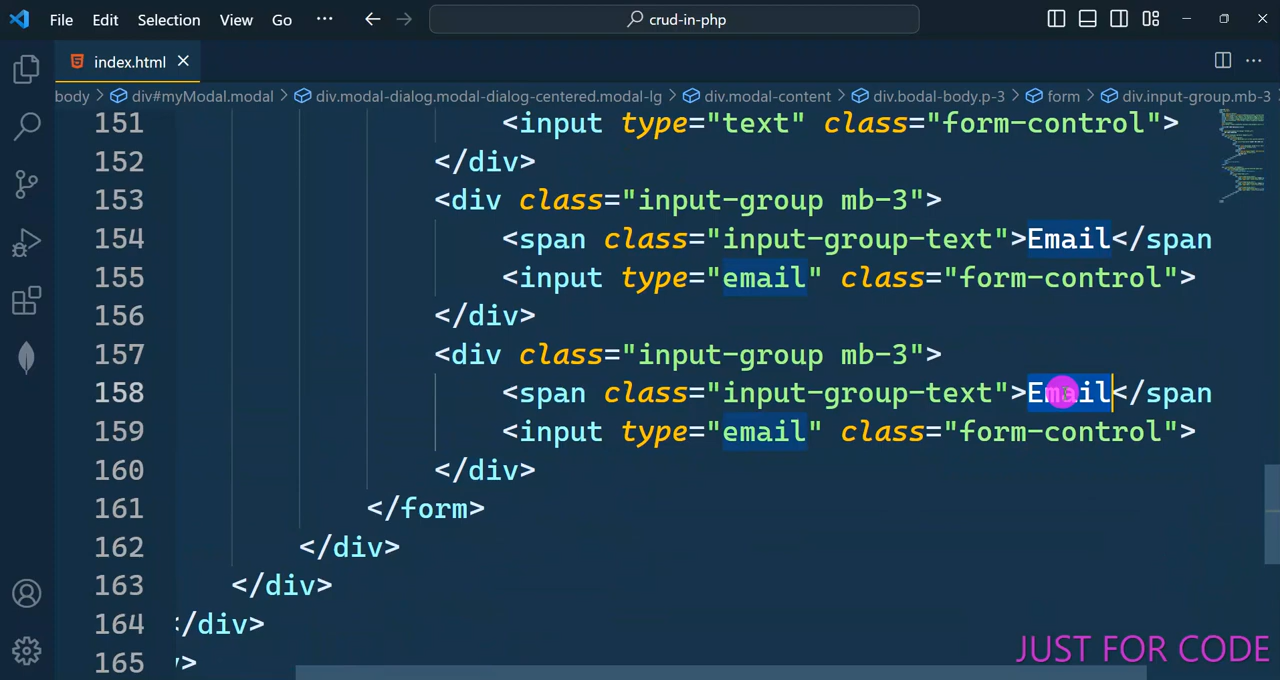 File Edit Selection View Go ··· crud-in-php
index.html
body > div#myModal.modal > div.modal-dialog.modal-dialog-centered.modal-lg > div.modal-content > div.bodal-body.p-3 > form > div.input-group.mb-3 >
151 <input type="text" class="form-control">
152 </div>
153 <div class="input-group mb-3">
154 <span class="input-group-text">Email</span
155 <input type="email" class="form-control">
156 </div>
157 <div class="input-group mb-3">
158 <span class="input-group-text">Email</span
159 <input type="email" class="form-control">
160 </div>
161 </form>
162 </div>
163 </div>
164 </div>
165 v>
JUST FOR CODE